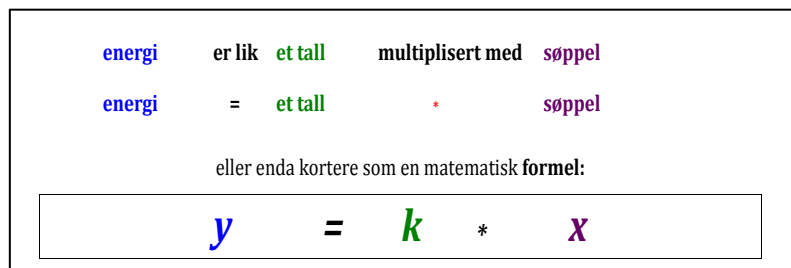 energi er lik et tall multiplisert med søppel
energi = et tall * søppel
eller enda kortere som en matematisk formel:
y = k * x